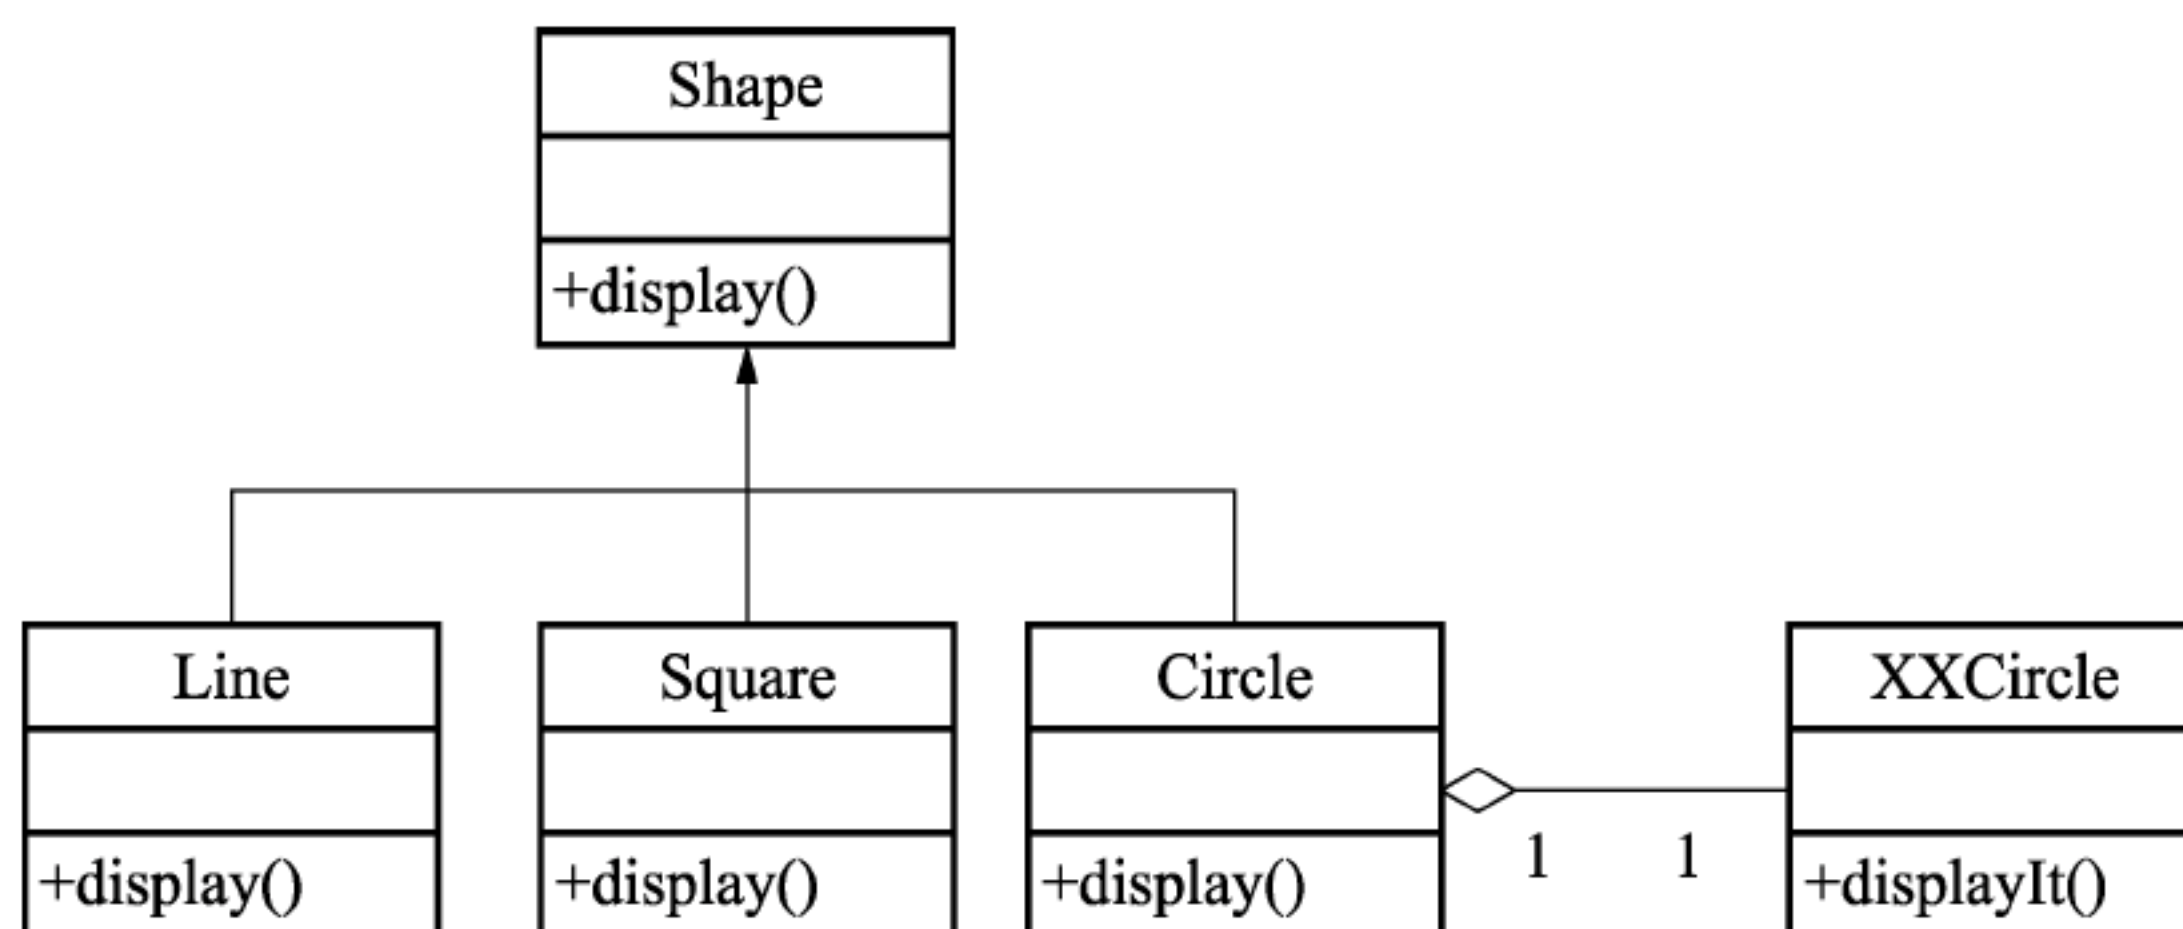 Shape
+display()
Line
Square
Circle
XXCircle
1
1
+display()
+display()
+display()
+displayIt()